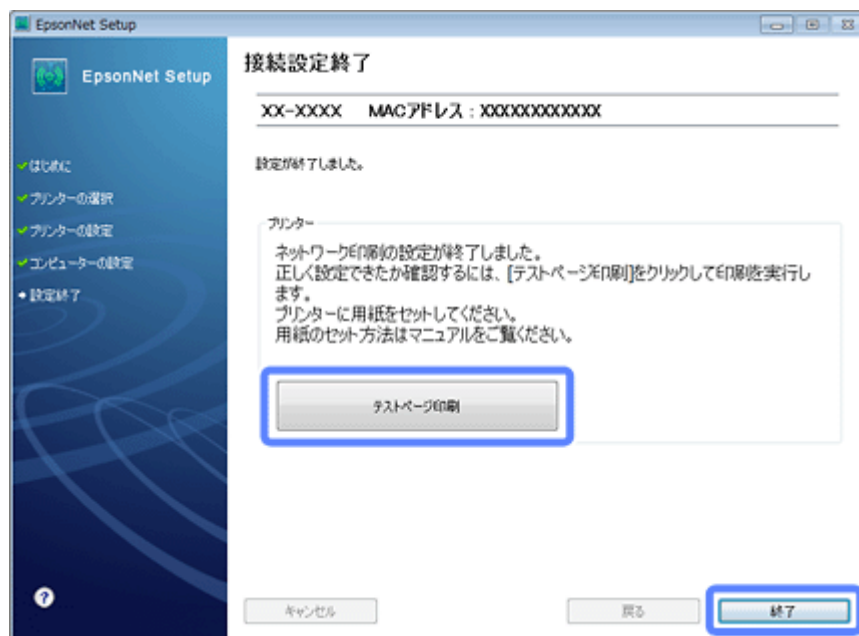 EpsonNet Setup
EpsonNet Setup
はじめに
プリンターの選択
プリンターの設定
コンピューターの設定
設定終了
接続設定終了
XX-XXXX MACアドレス：XXXXXXXXXXXX
設定が終了しました。
プリンター
ネットワーク印刷の設定が終了しました。
正しく設定できたか確認するには、[テストページ印刷]をクリックして印刷を実行し
ます。
プリンターに用紙をセットしてください。
用紙のセット方法はマニュアルをご覧ください。
テストページ印刷
?
キャンセル
戻る
終了